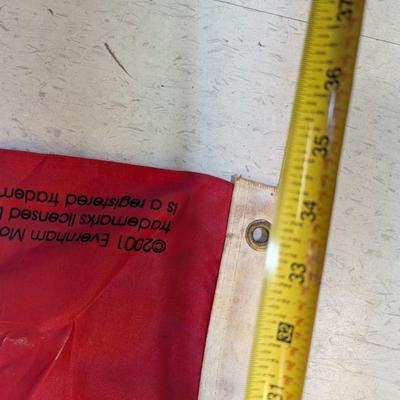 ©2001 Evernham Mo
trademarks licensed
is a registered tradem
37
36
35
34
33
32
31